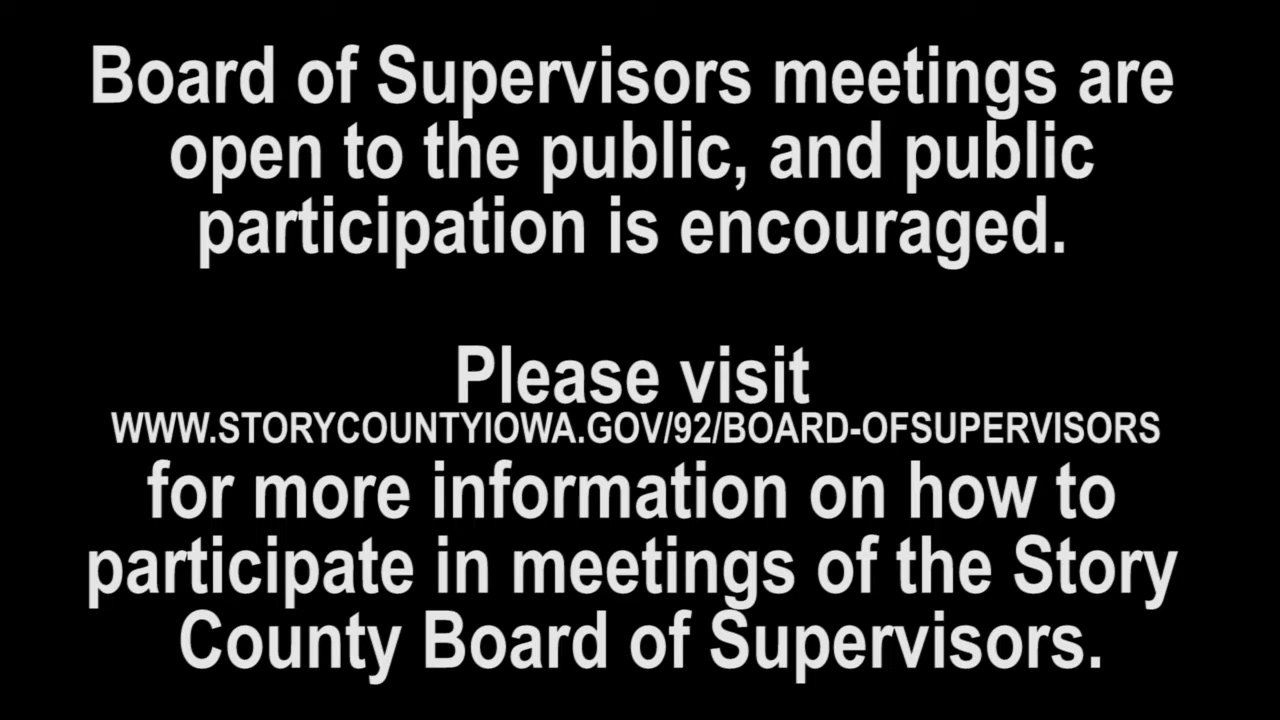 Board of Supervisors meetings are
open to the public, and public
participation is encouraged.
Please visit
WWW.STORYCOUNTYIOWA.GOV/92/BOARD-OFSUPERVISORS
for more information on how to
participate in meetings of the Story
County Board of Supervisors.